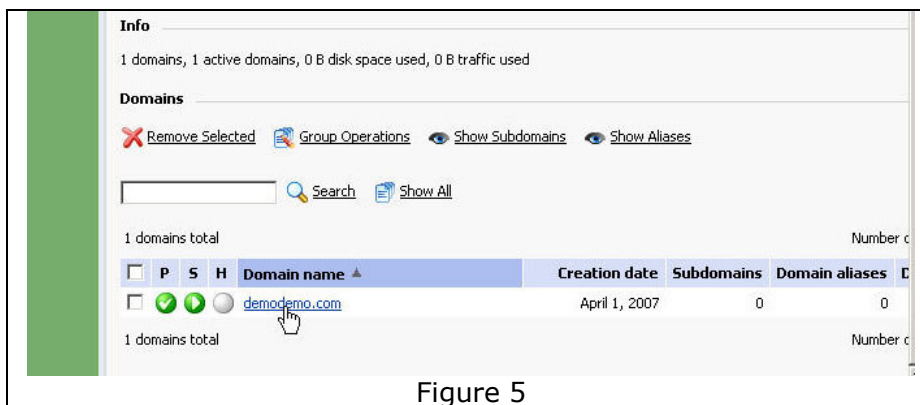 Info
1 domains, 1 active domains, 0 B disk space used, 0 B traffic used
Domains
Remove Selected Group Operations Show Subdomains Show Aliases
Search Show All
1 domains total Number
P S H Domain name Creation date Subdomains Domain aliases
demodemo.com April 1, 2007 0 0
1 domains total Number
Figure 5